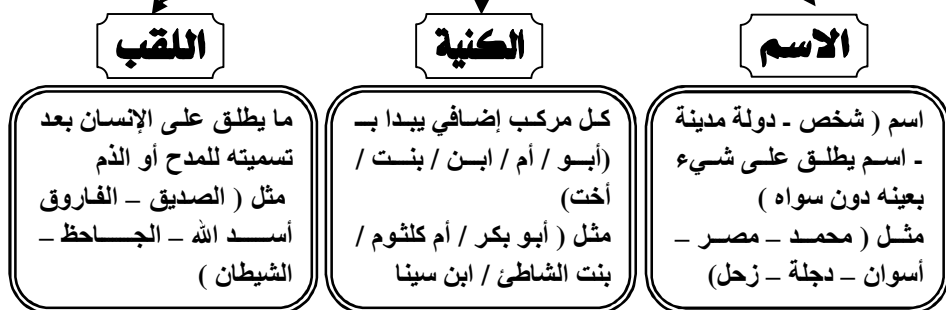 الاسم
اسم ( شخص ـ دولة مدينة
ـ اسم يطلق على شيء
بعينه دون سواه )
مثل ( محمد – مصر –
أسوان – دجلة – زحل)
الكنية
كل مركب إضافي يبدا بـ
(أبو / أم / ابن / بنت /
أخت)
مثل ( أبو بكر / أم كلثوم /
بنت الشاطئ / ابن سينا
اللقب
ما يطلق على الإنسان بعد
تسميته للمدح أو الذم
مثل ( الصديق – الفاروق
أسد الله – الجاحظ –
الشيطان )